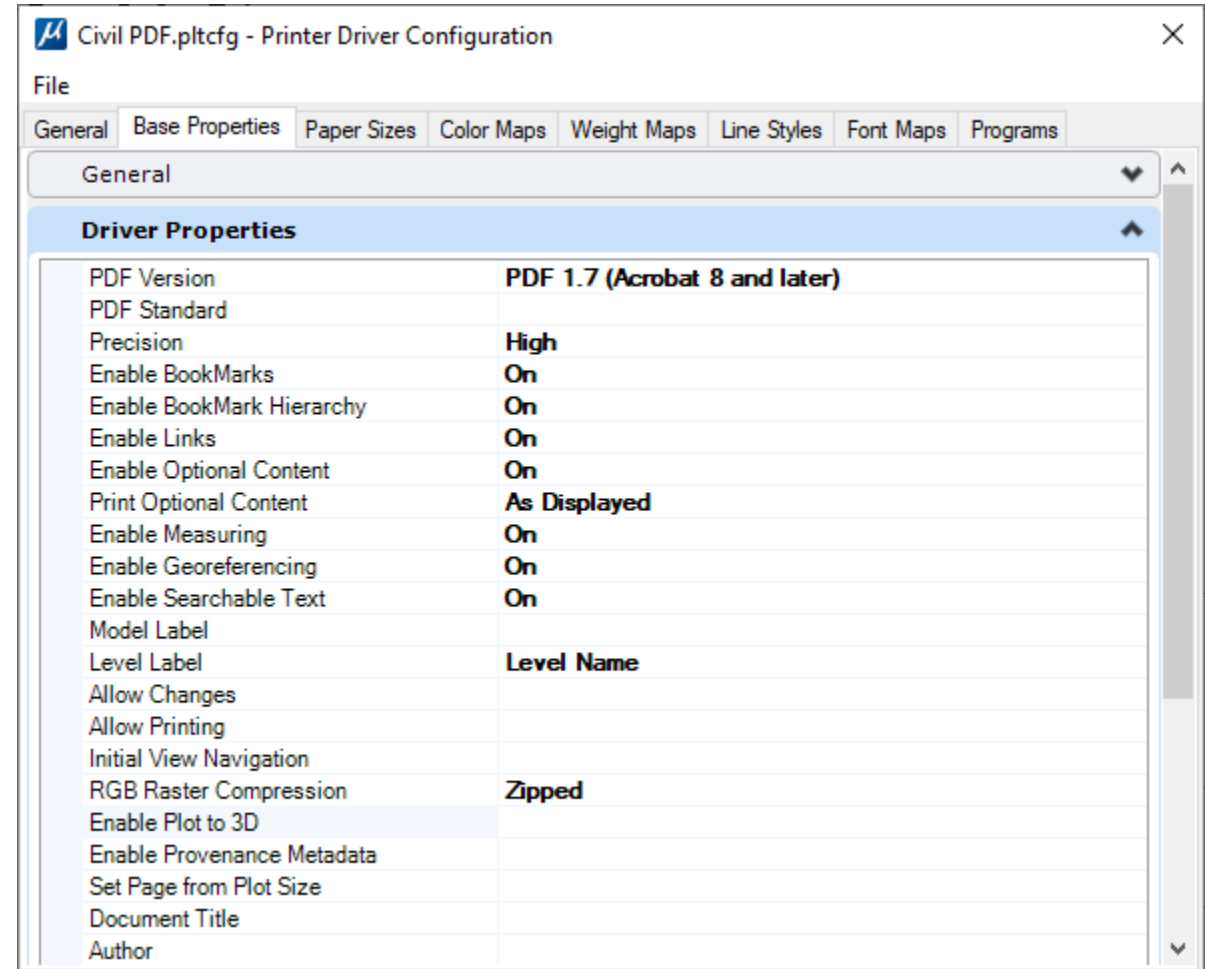 Civil PDF.pltcfg - Printer Driver Configuration
File
General Base Properties Paper Sizes Color Maps Weight Maps Line Styles Font Maps Programs
General
Driver Properties
PDF Version PDF 1.7 (Acrobat 8 and later)
PDF Standard
Precision High
Enable BookMarks On
Enable BookMark Hierarchy On
Enable Links On
Enable Optional Content On
Print Optional Content As Displayed
Enable Measuring On
Enable Georeferencing On
Enable Searchable Text On
Model Label
Level Label Level Name
Allow Changes
Allow Printing
Initial View Navigation
RGB Raster Compression Zipped
Enable Plot to 3D
Enable Provenance Metadata
Set Page from Plot Size
Document Title
Author